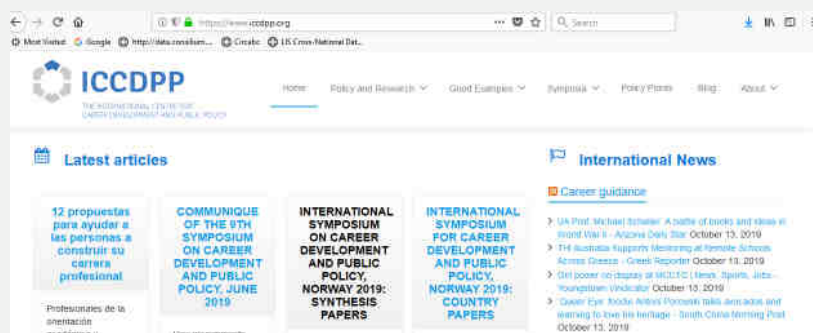 https://www.iccdpp.org
Search
Most Visited Google http://data.consilium... Circabc LIS Cross-National Dat...
ICCDPP
THE INTERNATIONAL CENTRE FOR
CAREER DEVELOPMENT AND PUBLIC POLICY
Home Policy and Research Good Examples Symposia Policy Points Blog About
Latest articles
12 propuestas
para ayudar a
las personas a
construir su
carrera
profesional
Profesionales de la
orientación
COMMUNIQUE
OF THE 9TH
SYMPOSIUM
ON CAREER
DEVELOPMENT
AND PUBLIC
POLICY, JUNE
2019
INTERNATIONAL
SYMPOSIUM
ON CAREER
DEVELOPMENT
AND PUBLIC
POLICY,
NORWAY 2019:
SYNTHESIS
PAPERS
INTERNATIONAL
SYMPOSIUM
FOR CAREER
DEVELOPMENT
AND PUBLIC
POLICY,
NORWAY 2019:
COUNTRY
PAPERS
International News
Career guidance
UA Prof. Michael Schaller: A battle of books and ideas in
World War II - Arizona Daily Star October 13, 2019
THI Australia Supports Mentoring at Remote Schools
Across Greece - Greek Reporter October 13, 2019
Girl power on display at MCCTC | News, Sports, Jobs -
Youngstown Vindicator October 13, 2019
'Queer Eye' foodie Antoni Porowski talks avocados and
learning to love his heritage - South China Morning Post
October 13, 2019